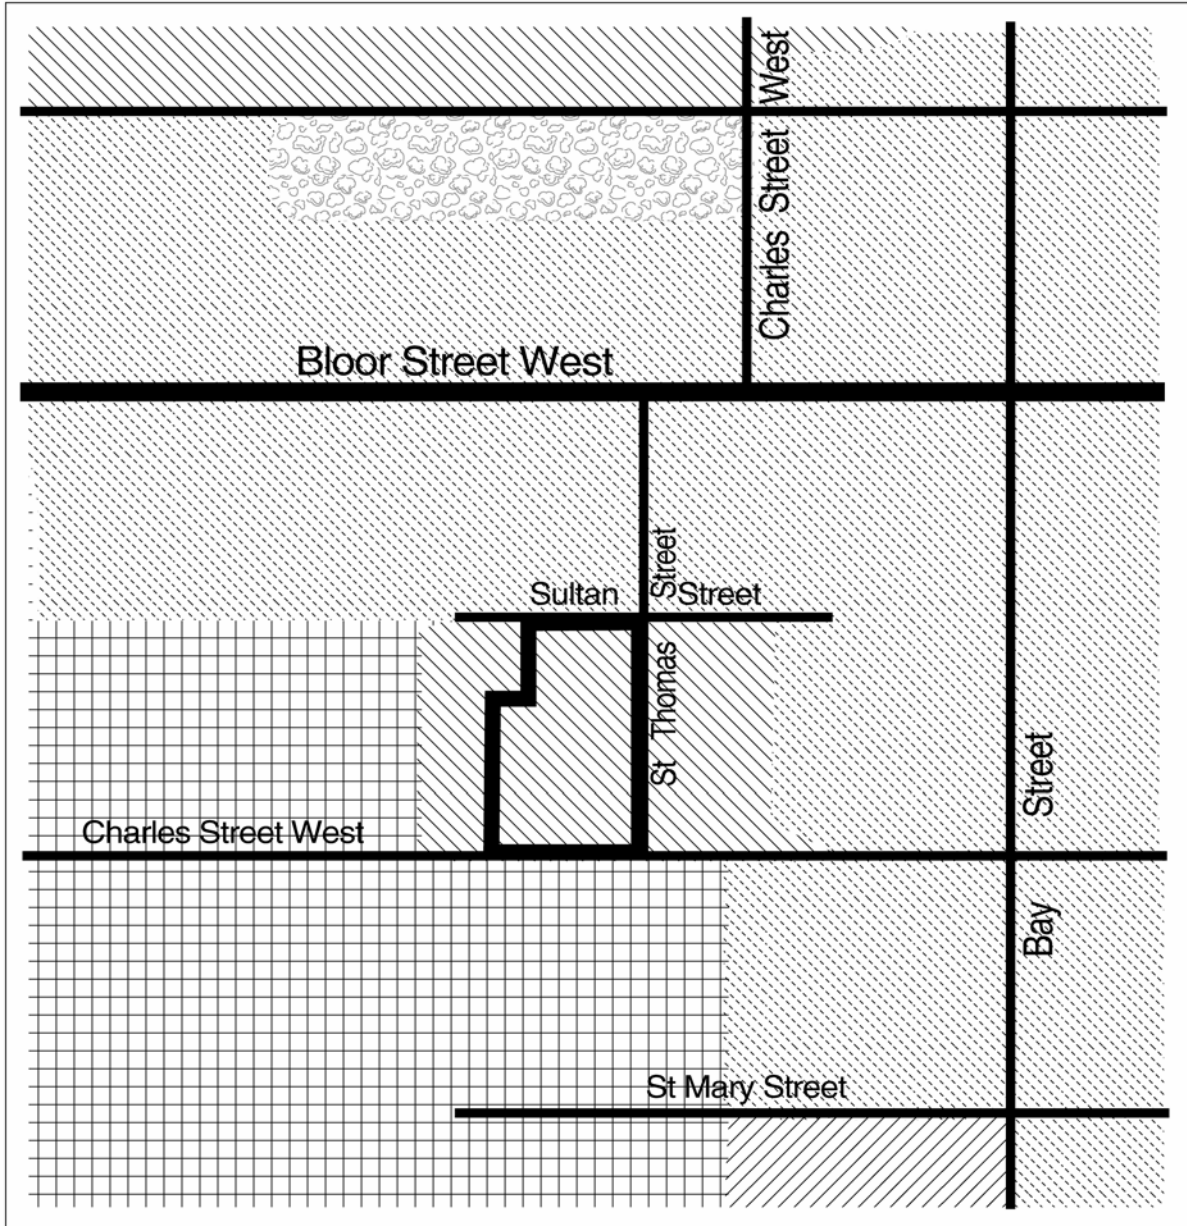 Charles Street West
Bloor Street West
Sultan Street
St Thomas Street
Charles Street West
Bay Street
St Mary Street